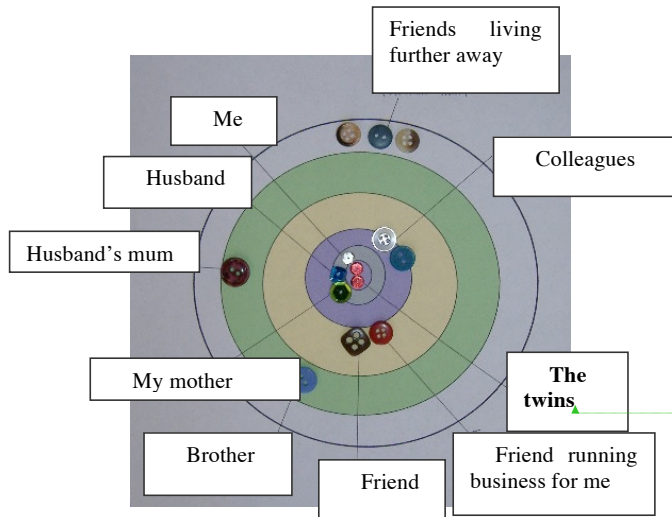 Friends living
further away
Me
Colleagues
Husband
Husband's mum
My mother
The
twins
Brother
Friend running
business for me
Friend